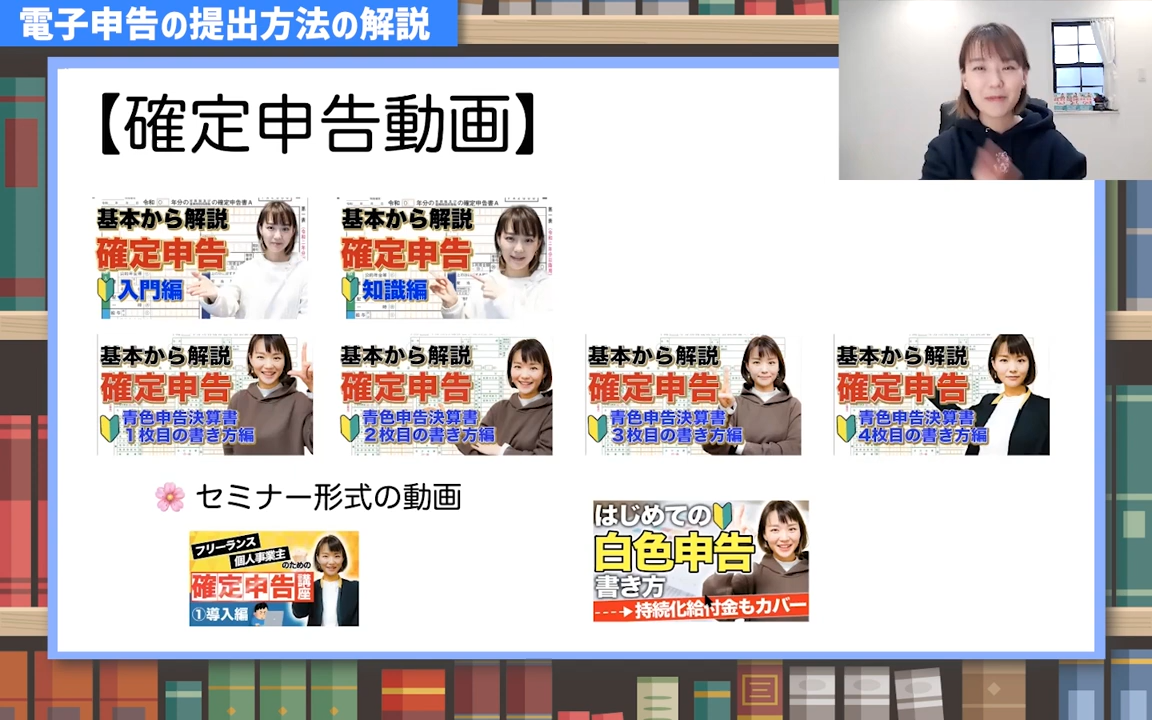 電子申告の提出方法の解説
【確定申告動画】
基本から解説
確定申告
入門編
基本から解説
確定申告
知識編
基本から解説
確定申告
青色申告決算書
1枚目の書き方編
基本から解説
確定申告
青色申告決算書
2枚目の書き方編
基本から解説
確定申告
青色申告決算書
3枚目の書き方編
基本から解説
確定申告
青色申告決算書
4枚目の書き方編
🌸 セミナー形式の動画
フリーランス
個人事業主
のための
確定申告講座
①導入編
はじめての
白色申告
書き方
持続化給付金もカバー